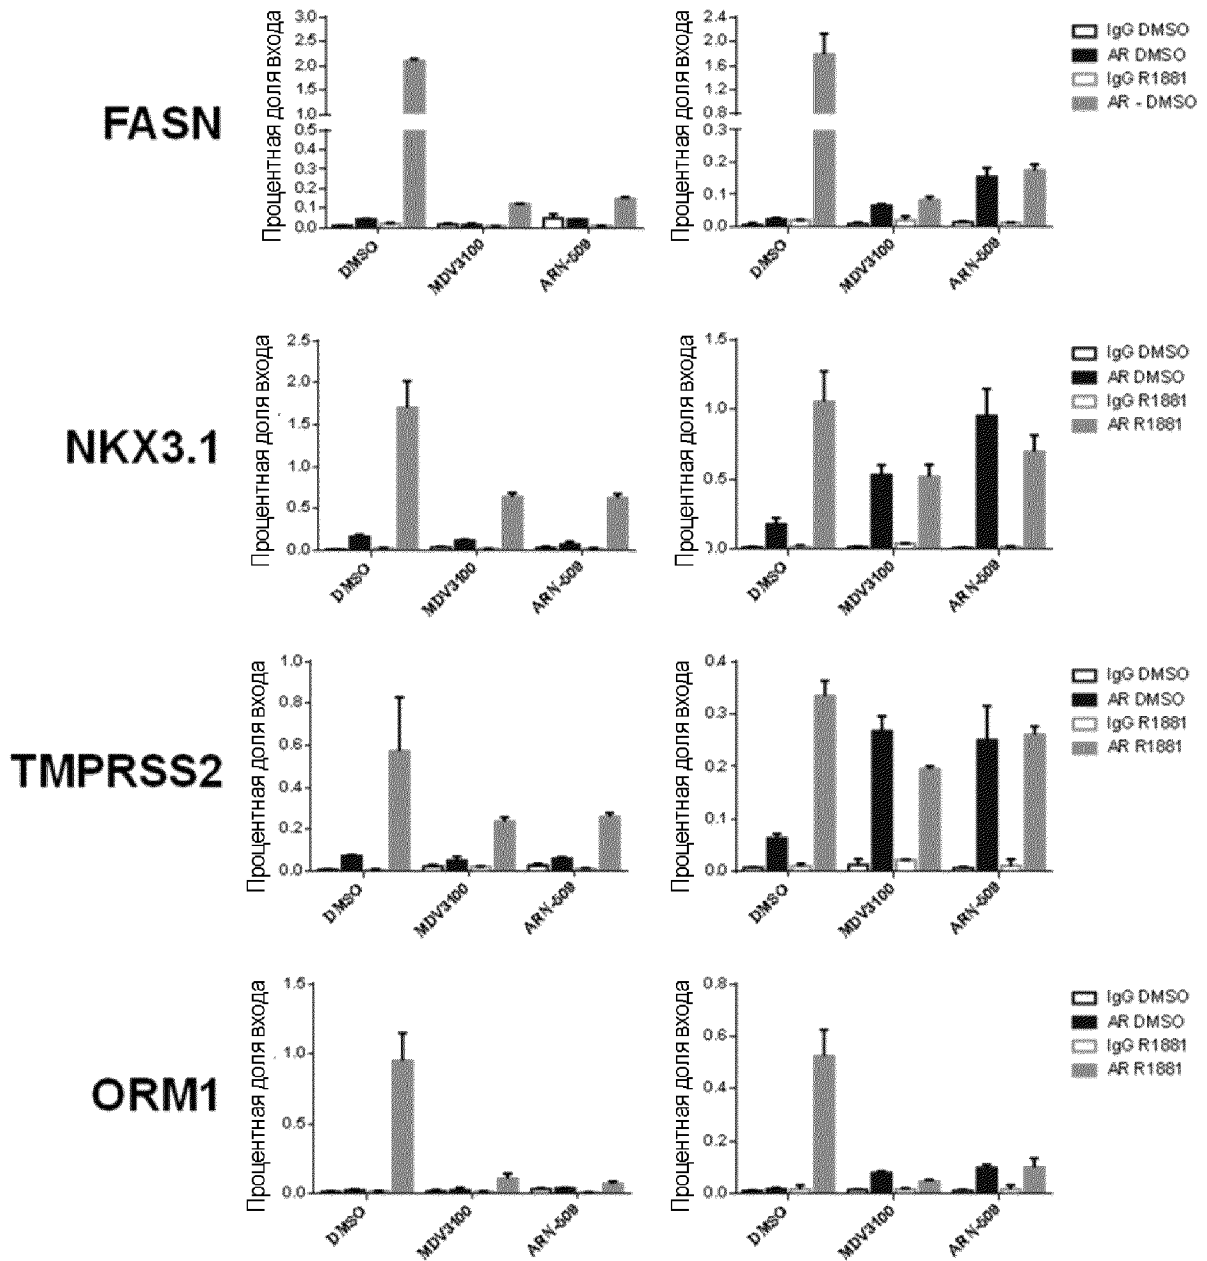 FASN
Процентная доля входа
3.0
2.5
2.0
1.5
1.0
0.5
0.4
0.3
0.2
0.1
0.0
DMSO
MDV3100
ARN-509
Процентная доля входа
2.4
2.0
1.6
1.2
0.8
0.3
0.2
0.1
0.0
DMSO
MDV3100
ARN-509
IgG DMSO
AR DMSO
IgG R1881
AR - DMSO
NKX3.1
Процентная доля входа
2.5
2.0
1.5
1.0
0.5
0.0
DMSO
MDV3100
ARN-509
Процентная доля входа
1.5
1.0
0.5
0.0
DMSO
MDV3100
ARN-509
IgG DMSO
AR DMSO
IgG R1881
AR R1881
TMPRSS2
Процентная доля входа
1.0
0.8
0.6
0.4
0.2
0.0
DMSO
MDV3100
ARN-509
Процентная доля входа
0.4
0.3
0.2
0.1
0.0
DMSO
MDV3100
ARN-509
IgG DMSO
AR DMSO
IgG R1881
AR R1881
ORM1
Процентная доля входа
1.5
1.0
0.5
0.0
DMSO
MDV3100
ARN-509
Процентная доля входа
0.8
0.6
0.4
0.2
0.0
DMSO
MDV3100
ARN-509
IgG DMSO
AR DMSO
IgG R1881
AR R1881